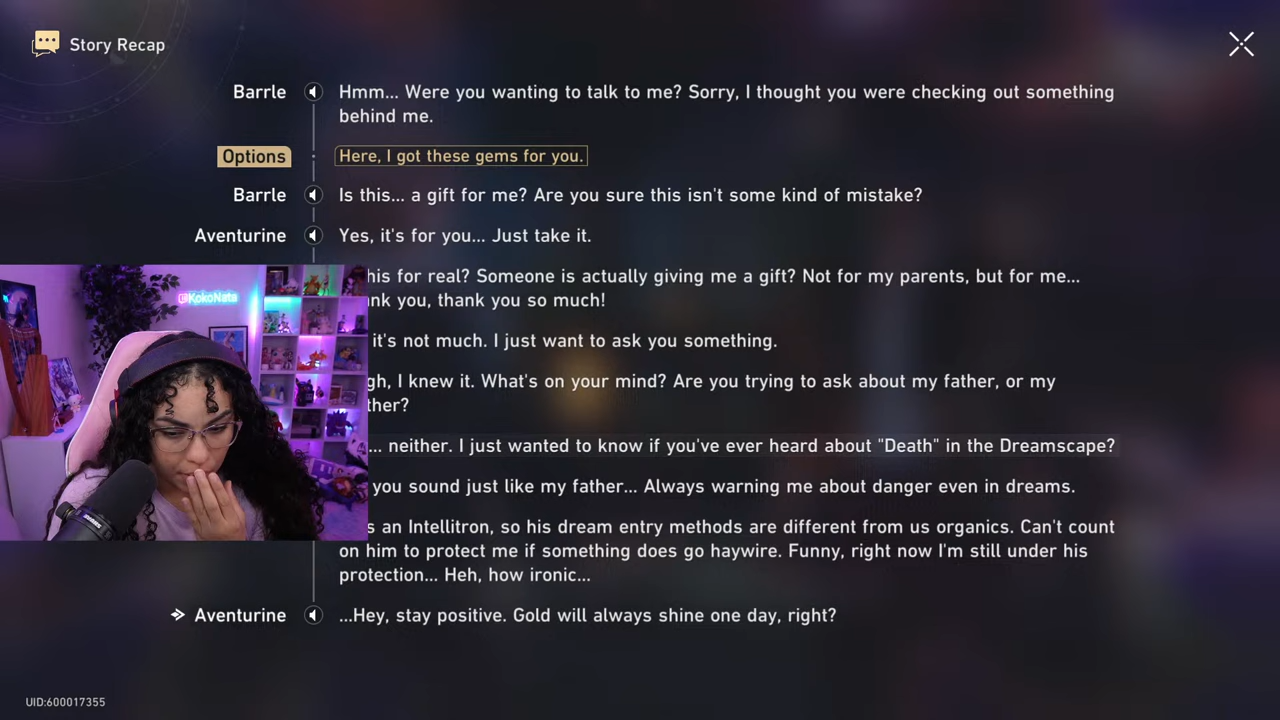 Story Recap
Barrle
Hmm... Were you wanting to talk to me? Sorry, I thought you were checking out something
behind me.
Options
Here, I got these gems for you.
Barrle
Is this... a gift for me? Are you sure this isn't some kind of mistake?
Aventurine
Yes, it's for you... Just take it.
his for real? Someone is actually giving me a gift? Not for my parents, but for me...
nk you, thank you so much!
it's not much. I just want to ask you something.
gh, I knew it. What's on your mind? Are you trying to ask about my father, or my
ther?
... neither. I just wanted to know if you've ever heard about "Death" in the Dreamscape?
you sound just like my father... Always warning me about danger even in dreams.
s an Intellitron, so his dream entry methods are different from us organics. Can't count
on him to protect me if something does go haywire. Funny, right now I'm still under his
protection... Heh, how ironic...
Aventurine
...Hey, stay positive. Gold will always shine one day, right?
@KokoNata
UID:600017355